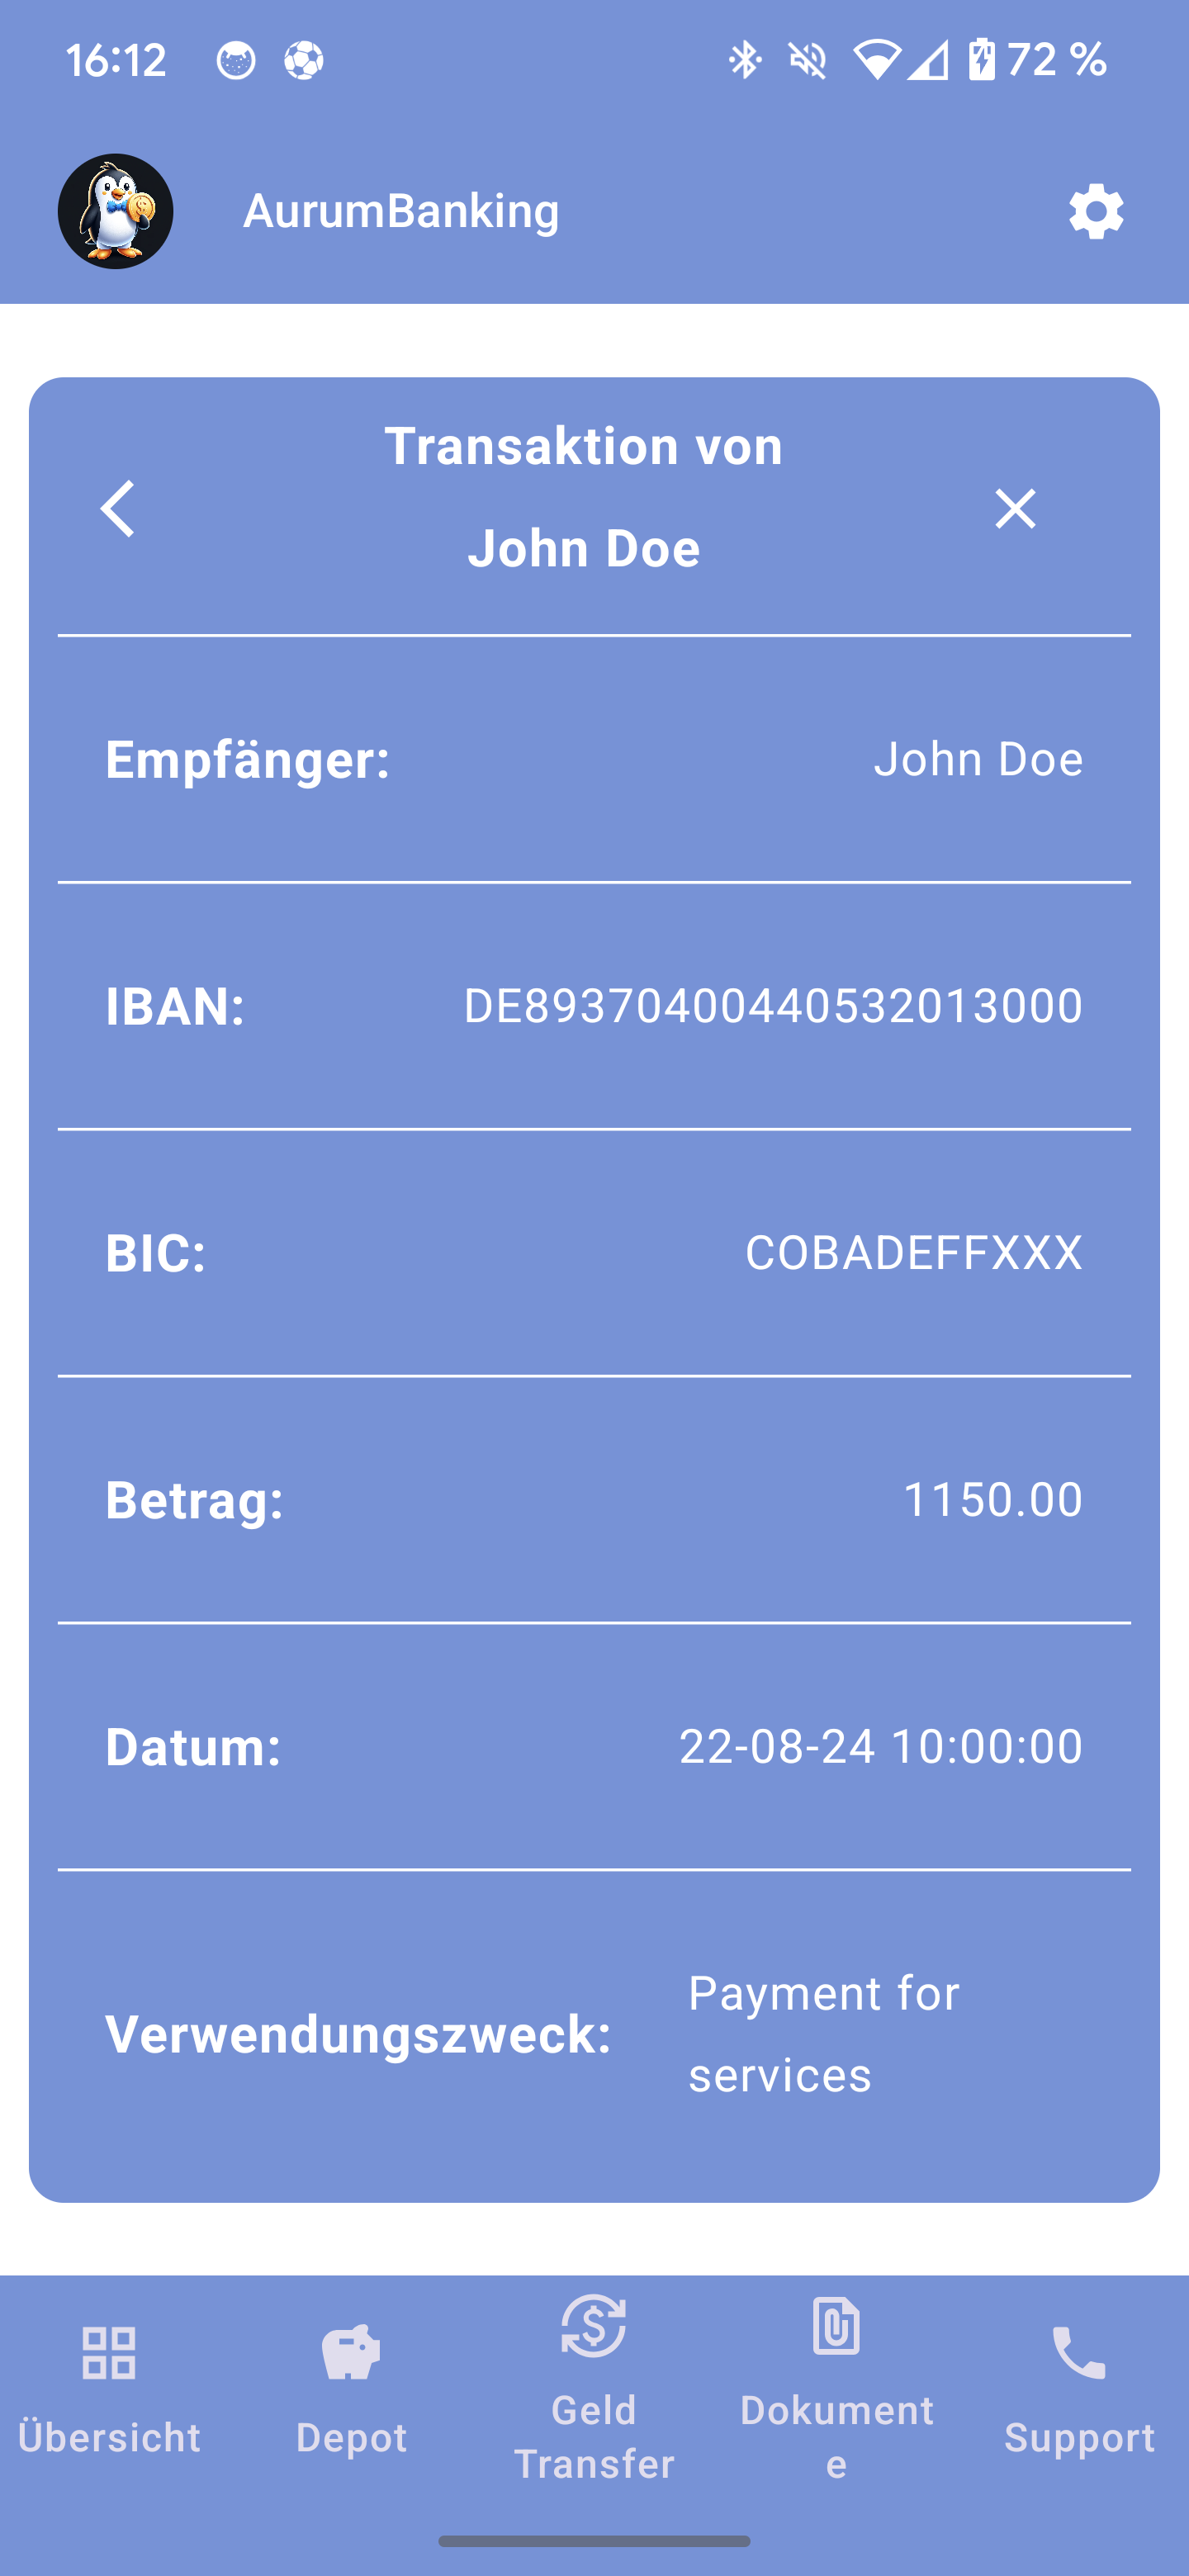 16:12
72 %
AurumBanking
Transaktion von
John Doe
Empfänger: John Doe
IBAN: DE89370400440532013000
BIC: COBADEFFXXX
Betrag: 1150.00
Datum: 22-08-24 10:00:00
Verwendungszweck: Payment for
services
Übersicht
Depot
Geld
Transfer
Dokument
e
Support